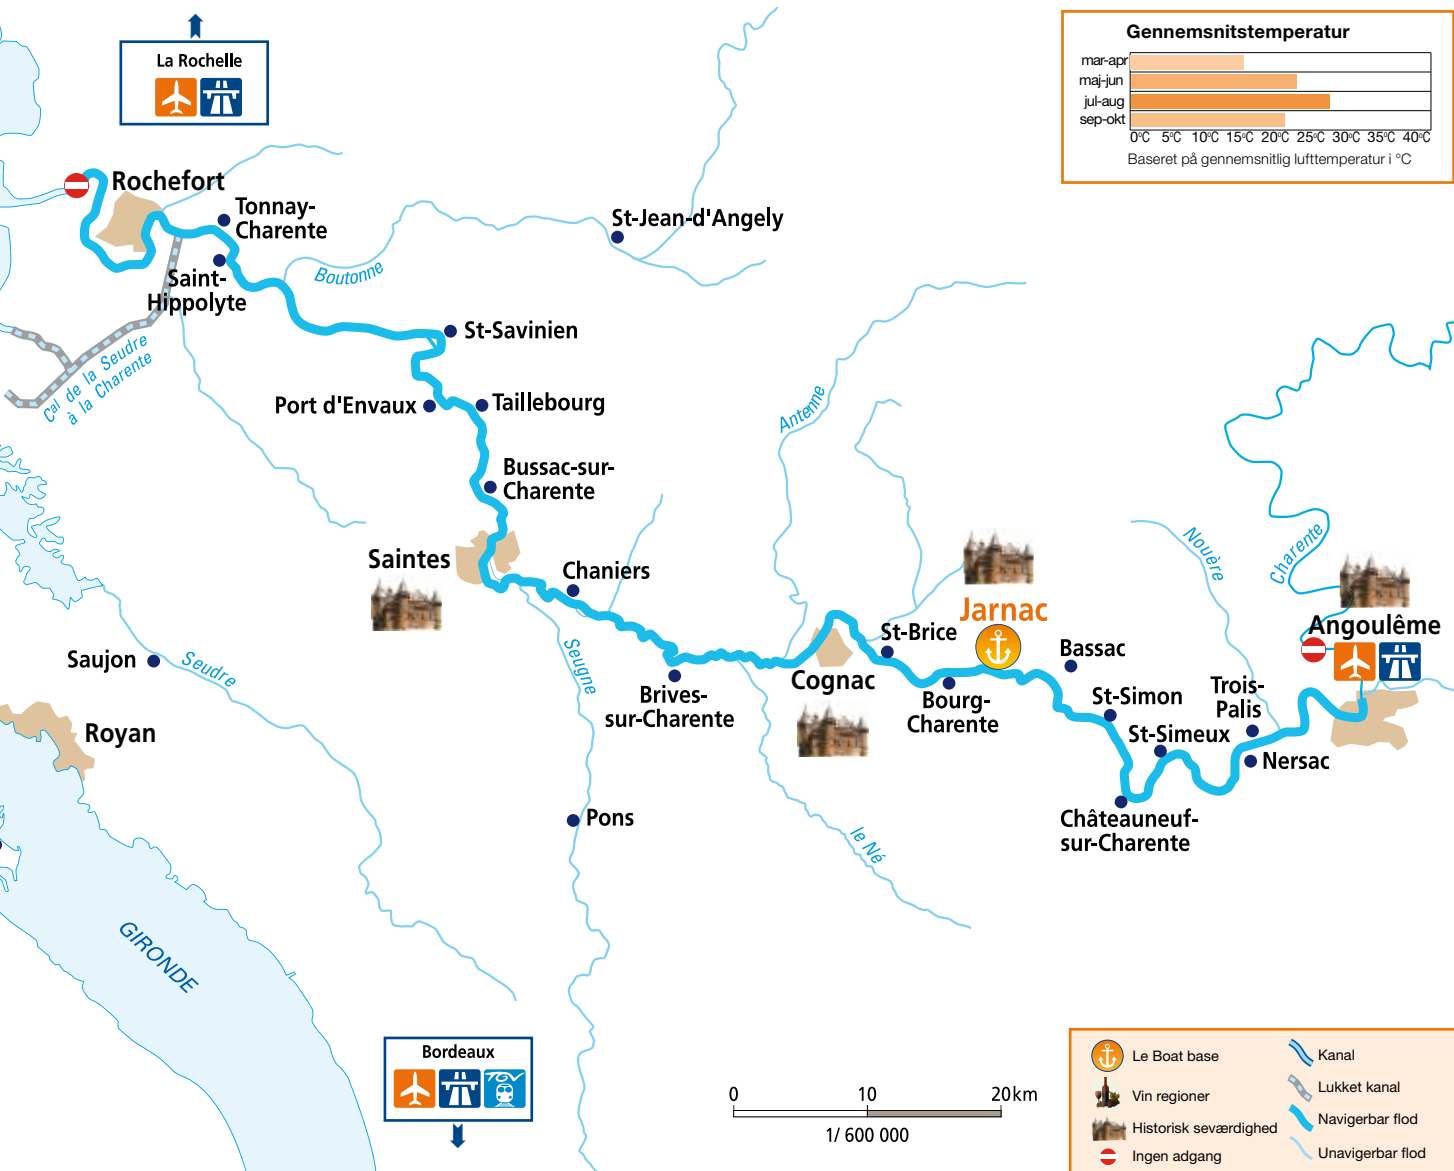 La Rochelle
Gennemsnitstemperatur
mar-apr
maj-jun
jul-aug
sep-okt
0°C 5°C 10°C 15°C 20°C 25°C 30°C 35°C 40°C
Baseret på gennemsnitlig lufttemperatur i °C
Rochefort
Tonnay-
Charente
St-Jean-d'Angely
Saint-
Hippolyte
Boutonne
St-Savinien
Cal de la Seudre
à la Charente
Port d'Envaux
Taillebourg
Antenne
Bussac-sur-
Charente
Saintes
Chaniers
Nouère
Charente
Jarnac
Angoulême
St-Brice
Bassac
Saujon
Seudre
Seugne
Brives-
sur-Charente
Cognac
Bourg-
Charente
St-Simon
Trois-
Palis
St-Simeux
Nersac
Royan
Châteauneuf-
sur-Charente
Pons
le Né
GIRONDE
Bordeaux
TGV
0 10 20km
1/ 600 000
Le Boat base
Vin regioner
Historisk seværdighed
Ingen adgang
Kanal
Lukket kanal
Navigerbar flod
Unavigerbar flod